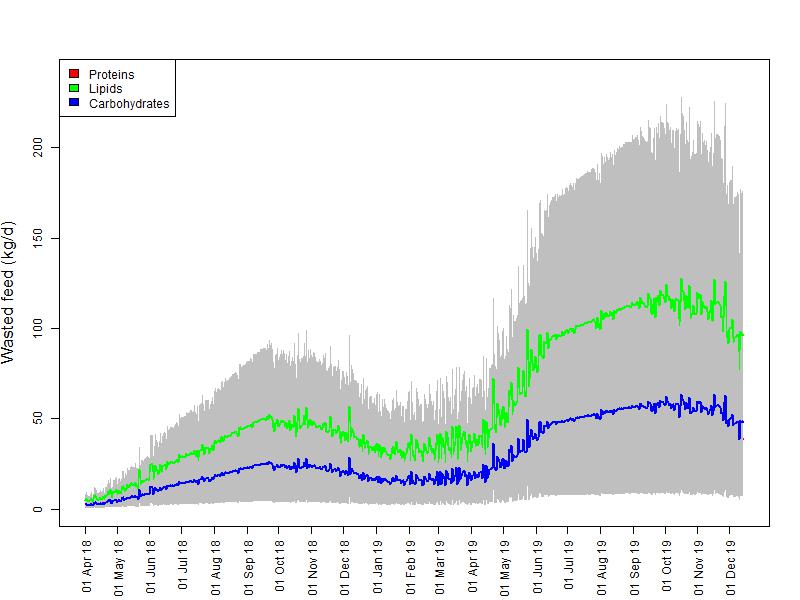 Proteins
Lipids
Carbohydrates
Wasted feed (kg/d)
200
150
100
50
0
01 Apr 18
01 May 18
01 Jun 18
01 Jul 18
01 Aug 18
01 Sep 18
01 Oct 18
01 Nov 18
01 Dec 18
01 Jan 19
01 Feb 19
01 Mar 19
01 Apr 19
01 May 19
01 Jun 19
01 Jul 19
01 Aug 19
01 Sep 19
01 Oct 19
01 Nov 19
01 Dec 19